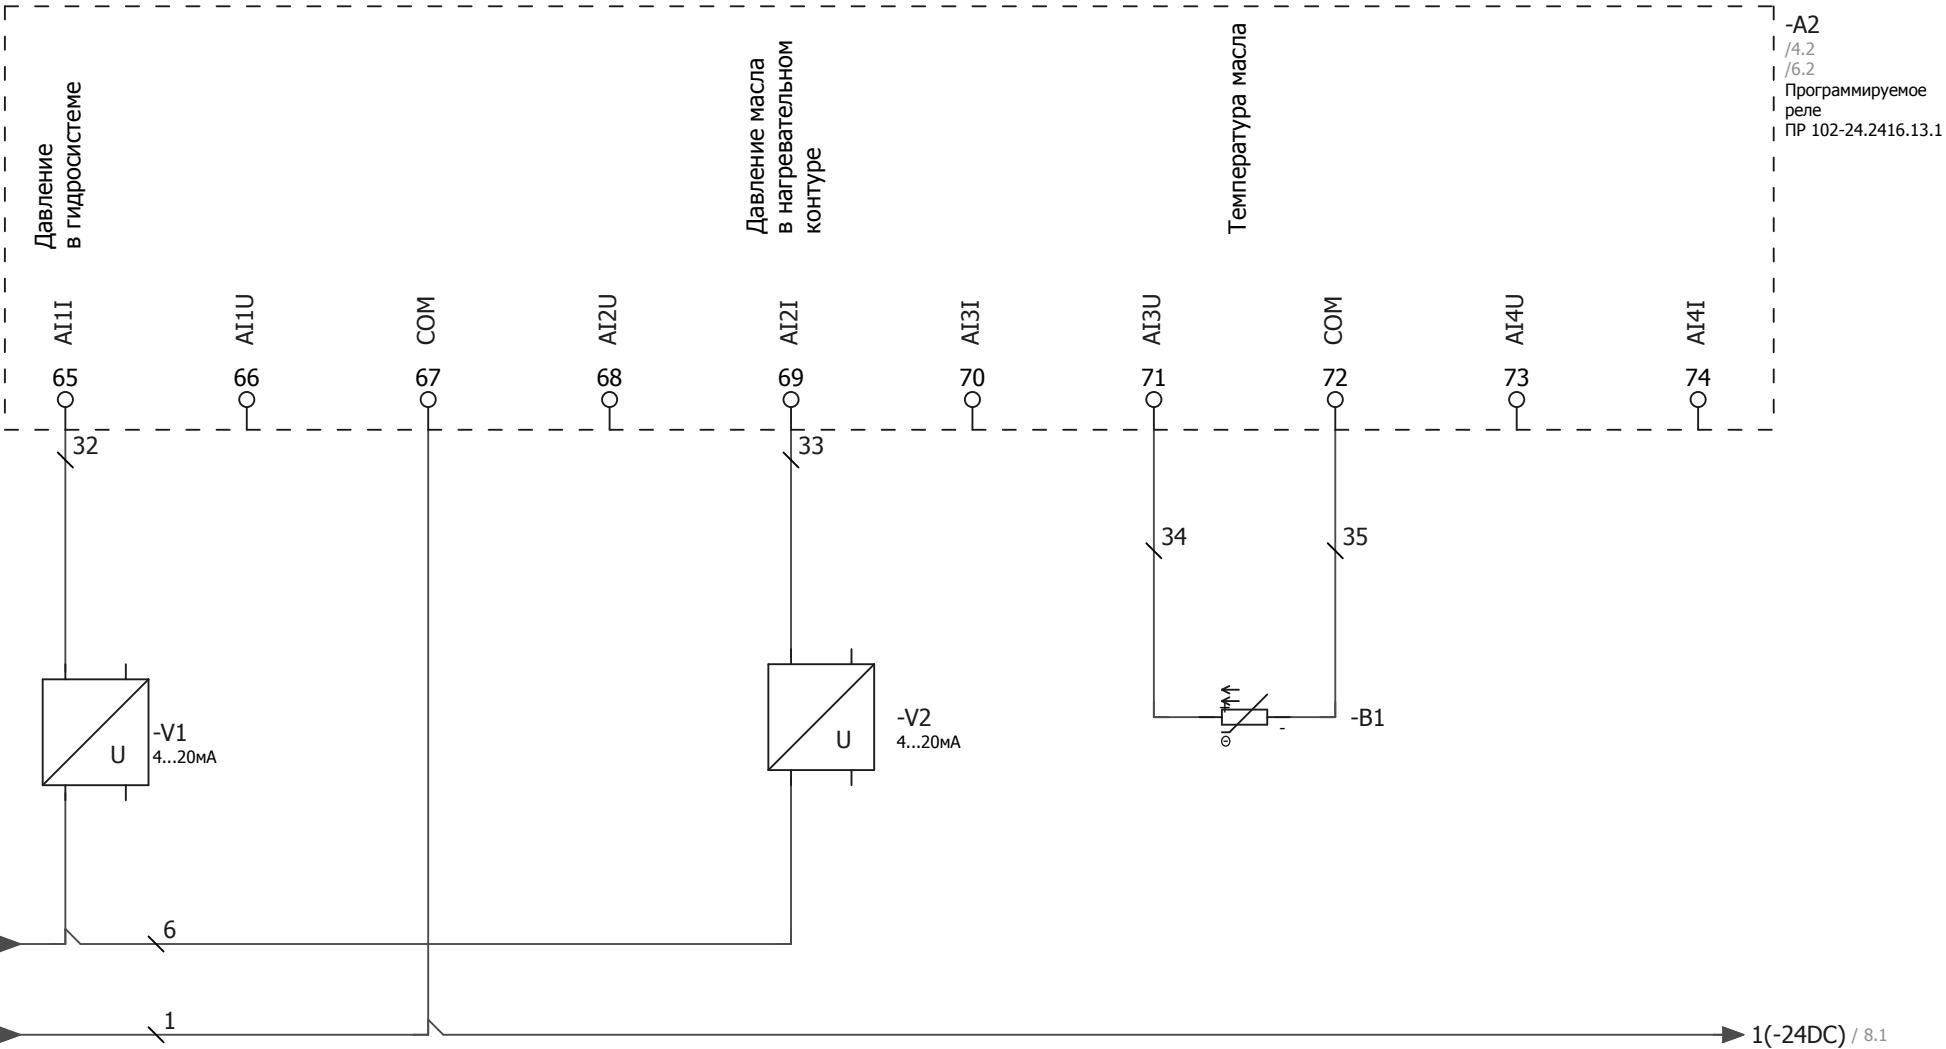 -A2
/4.2
/6.2
Программируемое
реле
ПР 102-24.2416.13.1
Давление
в гидросистеме
Давление масла
в нагревательном
контуре
Температура масла
AI1I
AI1U
COM
AI2U
AI2I
AI3I
AI3U
COM
AI4U
AI4I
65
66
67
68
69
70
71
72
73
74
32
33
34
35
U
-V1
4...20мА
U
-V2
4...20мА
+
-
Θ
-B1
6
1
1(-24DC) / 8.1